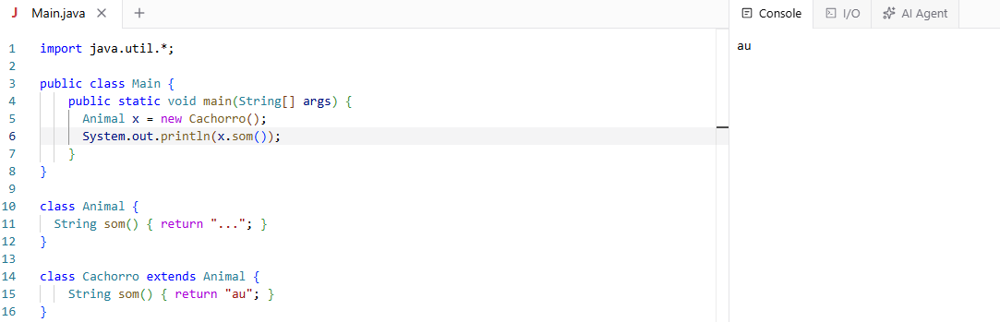 J Main.java × +
Console I/O AI Agent
1 import java.util.*;
2
3 public class Main {
4     public static void main(String[] args) {
5       Animal x = new Cachorro();
6       System.out.println(x.som());
7     }
8 }
9
10 class Animal {
11   String som() { return "..."; }
12 }
13
14 class Cachorro extends Animal {
15     String som() { return "au"; }
16 }
au